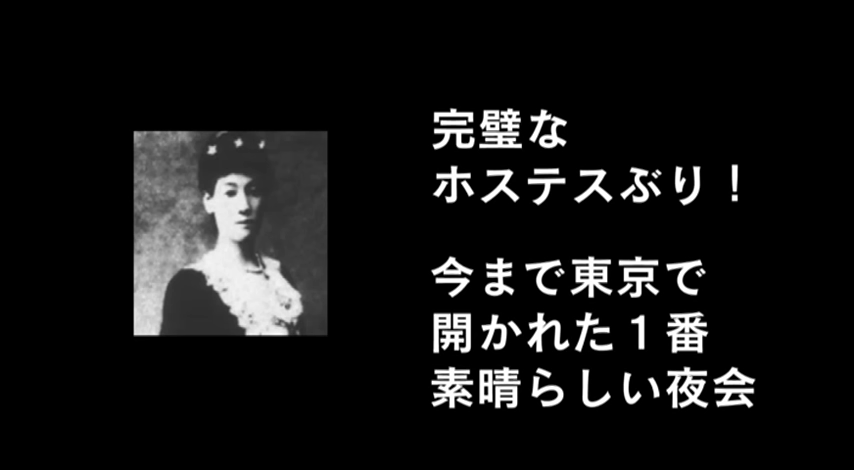 完璧な
ホステスぶり！
今まで東京で
開かれた１番
素晴らしい夜会